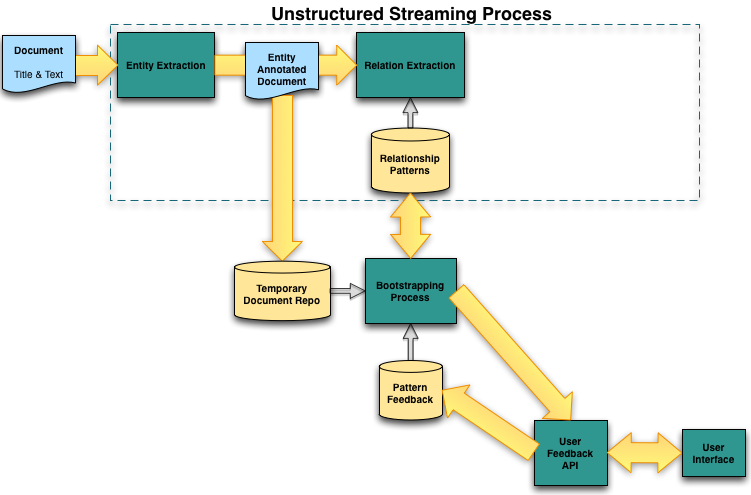 Unstructured Streaming Process
Document
Title & Text
Entity Extraction
Entity
Annotated
Document
Relation Extraction
Relationship
Patterns
Temporary
Document Repo
Bootstrapping
Process
Pattern
Feedback
User
Feedback
API
User
Interface